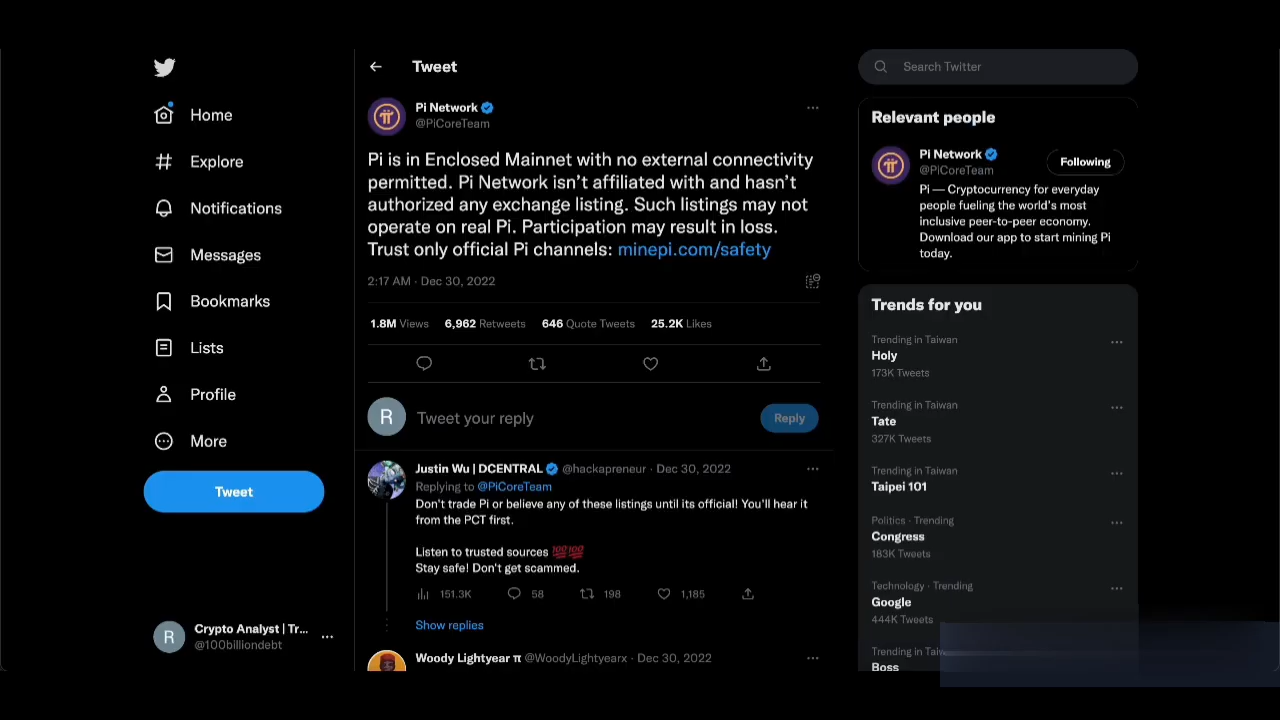 Home
Explore
Notifications
Messages
Bookmarks
Lists
Profile
More
Tweet
R
Crypto Analyst | Tr...
@100billiondebt
Tweet
Pi Network
@PiCoreTeam
Pi is in Enclosed Mainnet with no external connectivity
permitted. Pi Network isn't affiliated with and hasn't
authorized any exchange listing. Such listings may not
operate on real Pi. Participation may result in loss.
Trust only official Pi channels: minepi.com/safety
2:17 AM · Dec 30, 2022
1.8M Views 6,962 Retweets 646 Quote Tweets 25.2K Likes
R
Tweet your reply
Reply
Justin Wu | DCENTRAL @hackapreneur · Dec 30, 2022
Replying to @PiCoreTeam
Don't trade Pi or believe any of these listings until its official! You'll hear it
from the PCT first.
Listen to trusted sources 💯💯
Stay safe! Don't get scammed.
151.3K 58 198 1,185
Show replies
Woody Lightyear π @WoodyLightyearx · Dec 30, 2022
Search Twitter
Relevant people
Pi Network
@PiCoreTeam
Following
Pi — Cryptocurrency for everyday
people fueling the world's most
inclusive peer-to-peer economy.
Download our app to start mining Pi
today.
Trends for you
Trending in Taiwan
Holy
173K Tweets
Trending in Taiwan
Tate
327K Tweets
Trending in Taiwan
Taipei 101
Politics · Trending
Congress
183K Tweets
Technology · Trending
Google
444K Tweets
Trending in
Boss